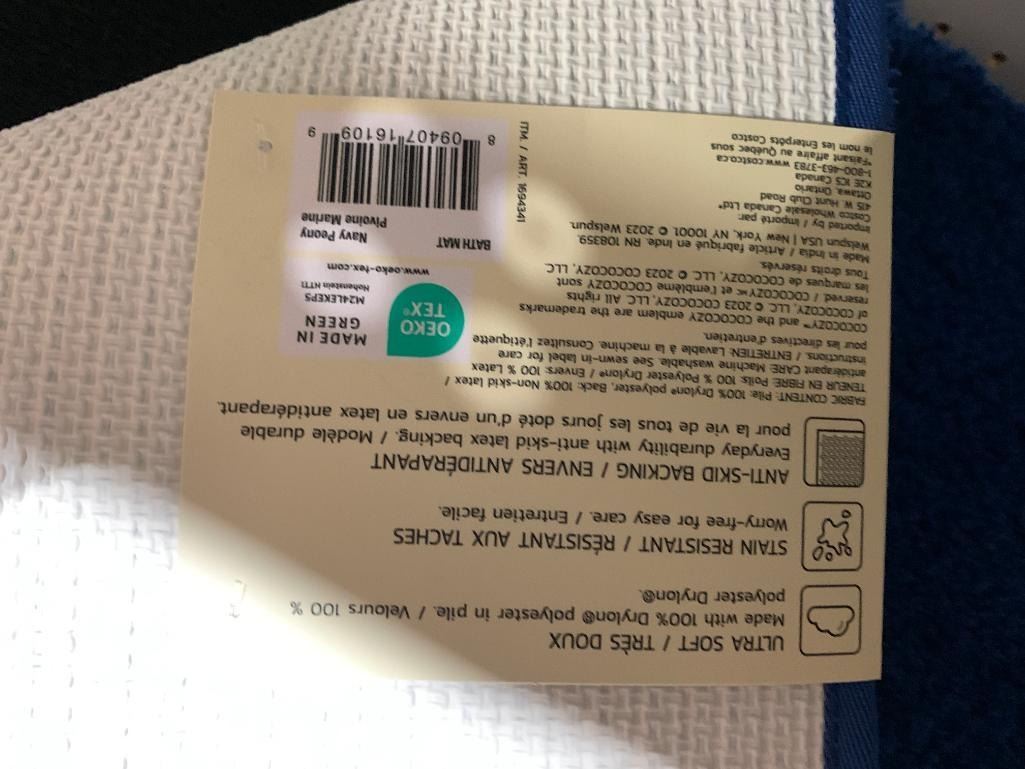 ULTRA SOFT / TRÈS DOUX
Made with 100% Drylon® polyester in pile. / Velours 100 %
polyester Drylon®.
STAIN RESISTANT / RÉSISTANT AUX TACHES
Worry-free for easy care. / Entretien facile.
ANTI-SKID BACKING / ENVERS ANTIDÉRAPANT
Everyday durability with anti-skid latex backing. / Modèle durable
pour la vie de tous les jours doté d'un envers en latex antidérapant.
FABRIC CONTENT: Pile: 100% Drylon® polyester, Back: 100% Non-skid latex /
TENEUR EN FIBRE: Poils: 100 % Polyester Drylon® / Envers: 100 % Latex
antidérapant CARE: Machine washable. See sewn-in label for care
instructions. / ENTRETIEN: Lavable à la machine. Consultez l'étiquette
pour les directives d'entretien.
COCOCOZY™ and the COCOCOZY emblem are the trademarks
of COCOCOZY, LLC. © 2023 COCOCOZY, LLC. All rights
reserved. / COCOCOZY ᴹᶜ et l'emblème COCOCOZY sont
les marques de COCOCOZY, LLC © 2023 COCOCOZY, LLC
Tous droits réservés.
Made in India / Article fabriqué en Inde. RN 108359.
Welspun USA | New York, NY 10001 © 2023 Welspun.
Imported by / Importé par:
Costco Wholesale Canada Ltd*
415 W. Hunt Club Road
Ottawa, Ontario
K2E 1C5 Canada
1-800-463-3783 www.costco.ca
*Faisant affaire au Québec sous
le nom les Entrepôts Costco
OEKO
TEX®
MADE IN
GREEN
M24LEKEPS
Hohenstein HTTI
www.oeko-tex.com
BATH MAT
Navy Peony
Pivoine Marine
8 09407 16109 9
ITM. / ART. 1694341